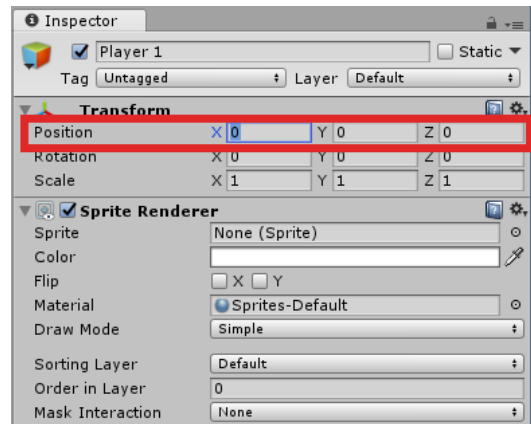 Inspector
Player 1 Static
Tag Untagged Layer Default
Transform
Position X 0 Y 0 Z 0
Rotation X 0 Y 0 Z 0
Scale X 1 Y 1 Z 1
Sprite Renderer
Sprite None (Sprite)
Color
Flip X Y
Material Sprites-Default
Draw Mode Simple
Sorting Layer Default
Order in Layer 0
Mask Interaction None